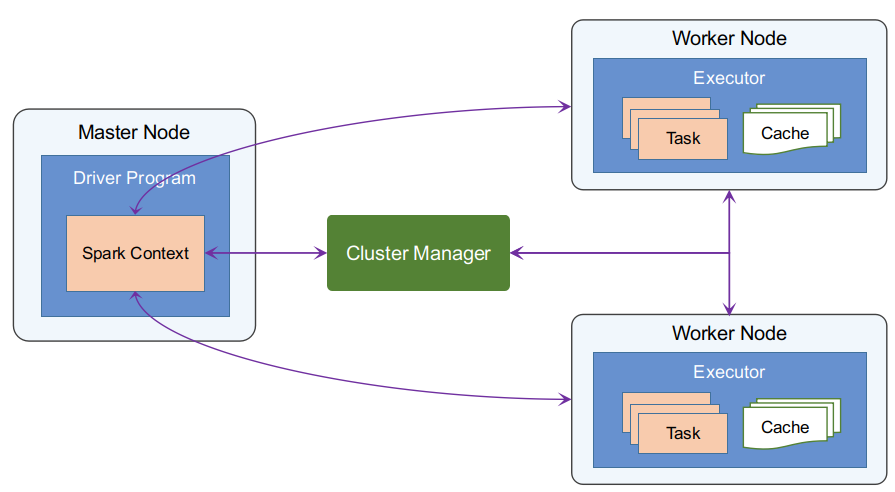 Master Node
Driver Program
Spark Context
Cluster Manager
Worker Node
Executor
Task
Cache
Worker Node
Executor
Task
Cache